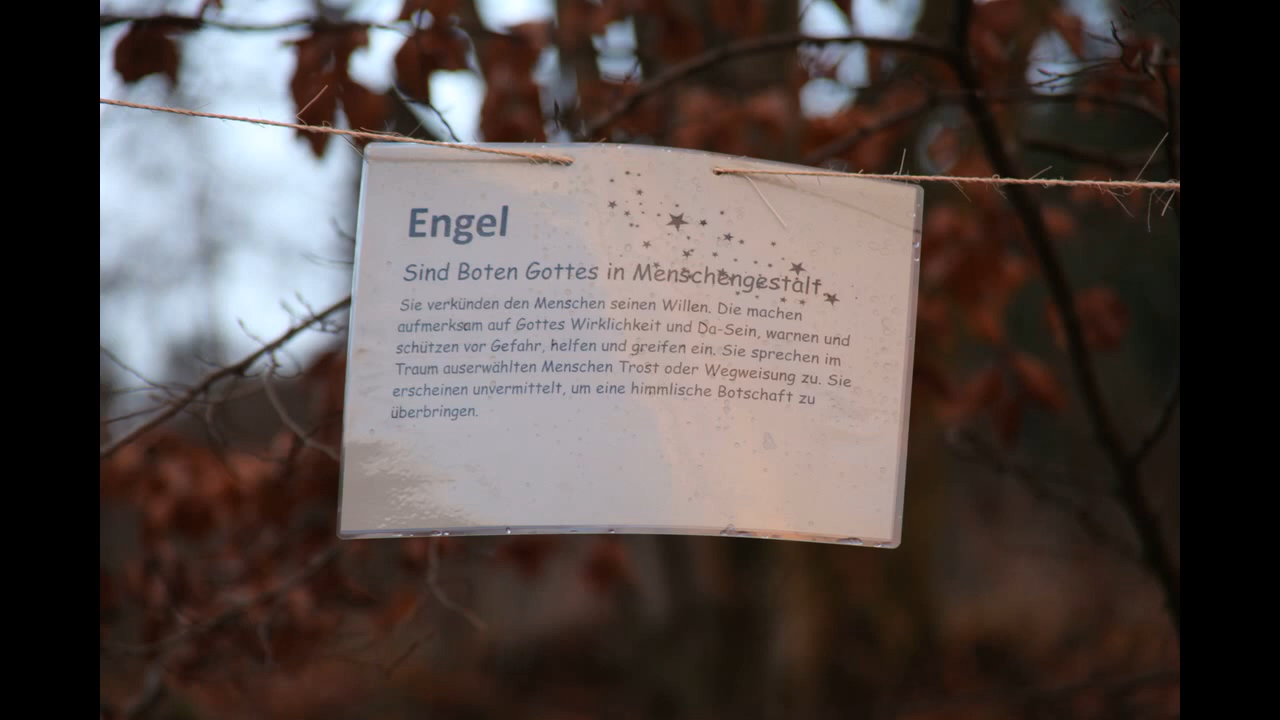 Engel
Sind Boten Gottes in Menschengestalt.
Sie verkünden den Menschen seinen Willen. Die machen
aufmerksam auf Gottes Wirklichkeit und Da-Sein, warnen und
schützen vor Gefahr, helfen und greifen ein. Sie sprechen im
Traum auserwählten Menschen Trost oder Wegweisung zu. Sie
erscheinen unvermittelt, um eine himmlische Botschaft zu
überbringen.